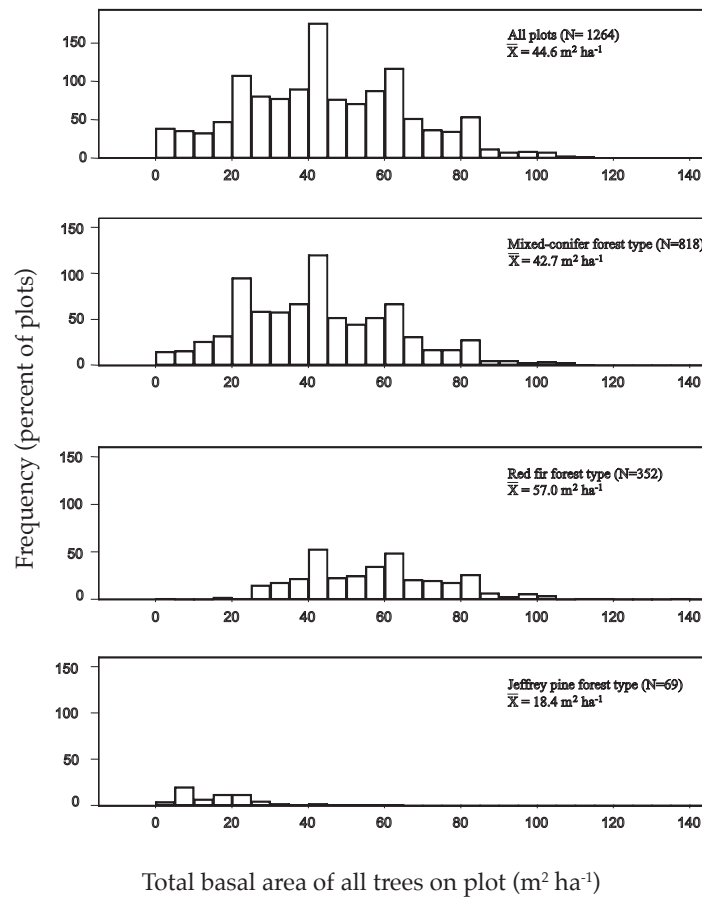 Frequency (percent of plots)
150
100
50
0
All plots (N= 1264)
X̅ = 44.6 m² ha⁻¹
0 20 40 60 80 100 120 140
150
100
50
0
Mixed-conifer forest type (N=818)
X̅ = 42.7 m² ha⁻¹
0 20 40 60 80 100 120 140
150
100
50
0
Red fir forest type (N=352)
X̅ = 57.0 m² ha⁻¹
0 20 40 60 80 100 120 140
150
100
50
0
Jeffrey pine forest type (N=69)
X̅ = 18.4 m² ha⁻¹
0 20 40 60 80 100 120 140
Total basal area of all trees on plot (m² ha⁻¹)